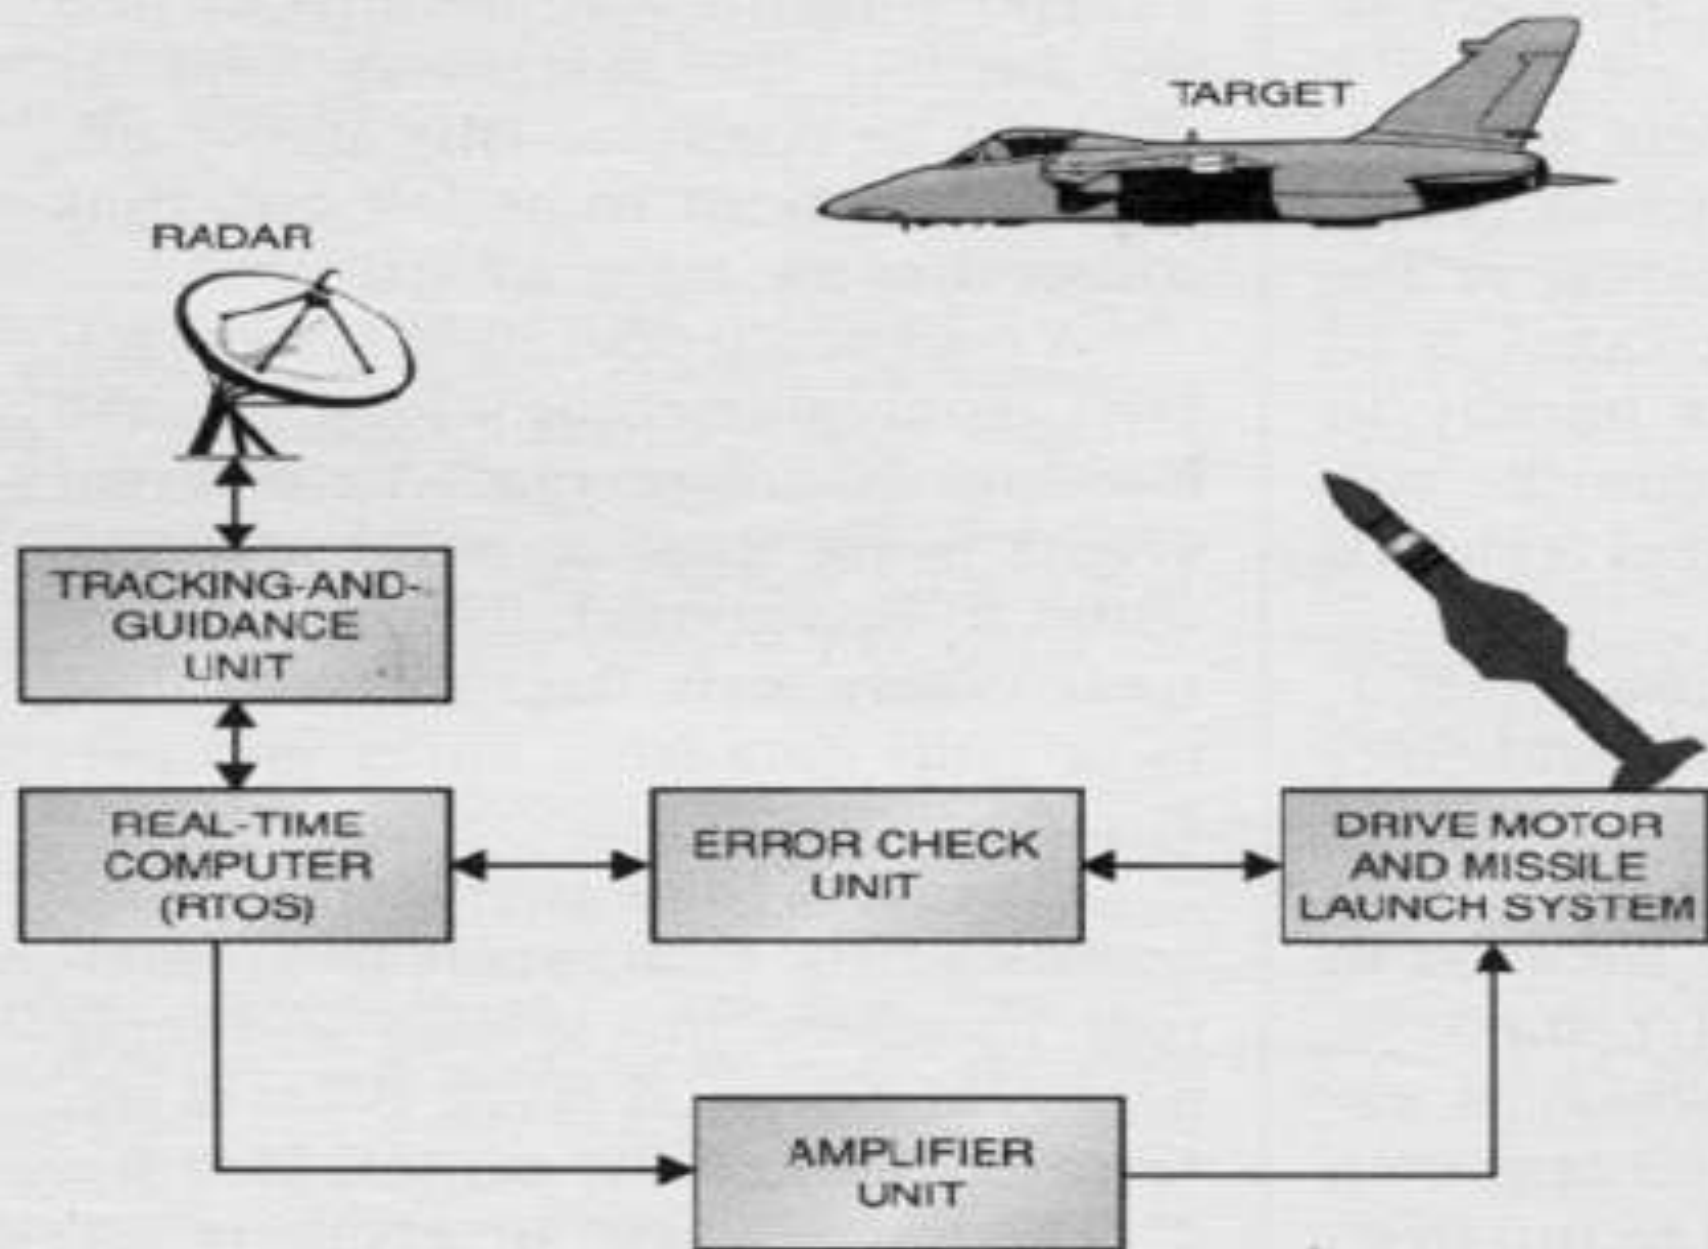 TARGET
RADAR
TRACKING-AND-
GUIDANCE
UNIT
REAL-TIME
COMPUTER
(RTOS)
ERROR CHECK
UNIT
DRIVE MOTOR
AND MISSILE
LAUNCH SYSTEM
AMPLIFIER
UNIT